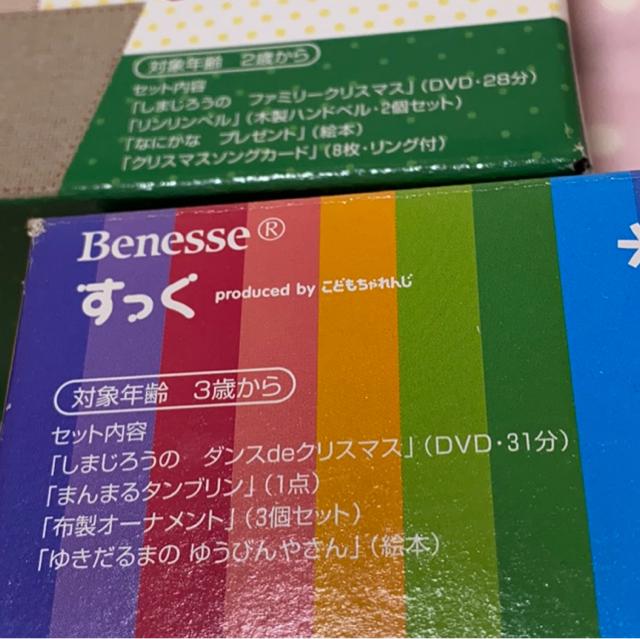 対象年齢 2歳から
セット内容
「しまじろうの ファミリークリスマス」(DVD・28分)
「リンリンベル」(木製ハンドベル・2個セット)
「なにかな プレゼント」(絵本)
「クリスマスソングカード」(8枚・リング付)
Benesse®
すっぐ produced by こどもちゃれんじ
対象年齢 3歳から
セット内容
「しまじろうの ダンスdeクリスマス」(DVD・31分)
「まんまるタンブリン」(1点)
「布製オーナメント」(3個セット)
「ゆきだるまの ゆうびんやさん」(絵本)